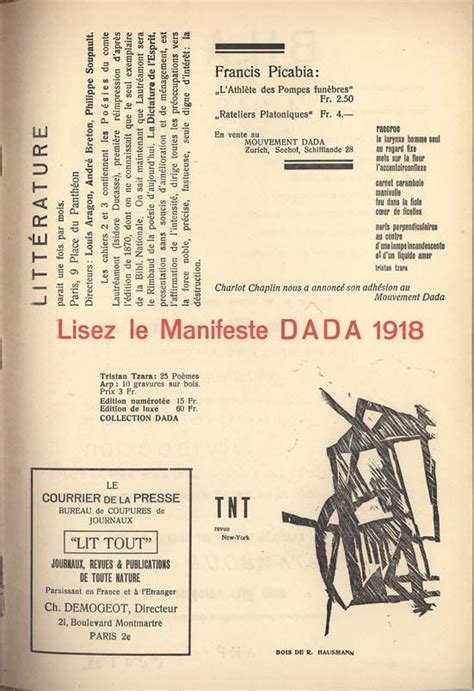 LITTÉRATURE
paraît une fois par mois.
Paris, 9 Place du Panthéon
Directeurs: Louis Aragon, André Breton, Philippe Soupault.
Les cahiers 2 et 3 contiennent les Poésies du comte
Lautréamont (Isidore Ducasse), première réimpression d'après
l'édition de 1870, dont on ne connaissait que le seul exemplaire
de la Bibl. Nationale. On sait maintenant que Lautréamont sera
le Rimbaud de la poésie d'aujourd'hui. La Dictature de l'Esprit,
présentation sans soucis d'amélioration et de ménagement, est
l'affirmation de l'intensité, dirige toutes les préoccupations vers
la force noble, précise, fastueuse, seule digne d'intérêt: la
destruction.
Francis Picabia:
„L'Athlète des Pompes funèbres“
Fr. 2.50
„Rateliers Platoniques“ Fr. 4.—
En vente au
MOUVEMENT DADA
Zurich, Seehof, Schifflände 28
raccroc
le larynxe homme seul
au regard fixe
mets sur la fleur
l'accentcirconflexe
carnet carambole
manivelle
feu dans la fiole
cœur de ficelles
nerfs perpendiculaires
au centre
d'une lampe incandescente
et d'un liquide amer
tristan tzara
Charlot Chaplin nous a annoncé son adhésion au
Mouvement Dada
Lisez le Manifeste DADA 1918
Tristan Tzara: 25 Poèmes
Arp: 10 gravures sur bois.
Prix 3 Fr.
Edition numérotée 15 Fr.
Edition de luxe 60 Fr.
COLLECTION DADA
LE
COURRIER DE LA PRESSE
BUREAU DE COUPURES DE
JOURNAUX
"LIT TOUT"
JOURNAUX, REVUES & PUBLICATIONS
DE TOUTE NATURE
Paraissant en France et à l'Etranger
Ch. DEMOGEOT, Directeur
21, Boulevard Montmartre
PARIS 2e
TNT
revue
New-York
BOIS DE R. HAUSMANN